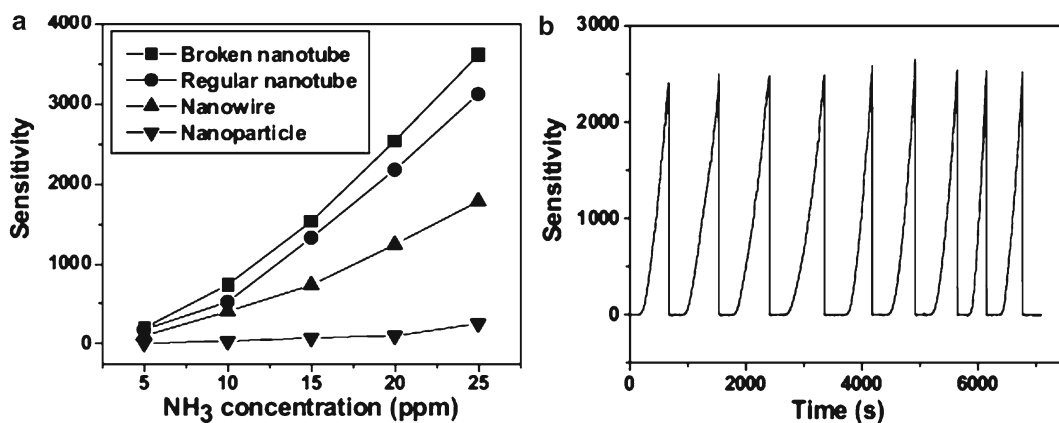 a
4000
3000
2000
1000
0
Sensitivity
Broken nanotube
Regular nanotube
Nanowire
Nanoparticle
5 10 15 20 25
NH3 concentration (ppm)
b
3000
2000
1000
0
-500
Sensitivity
0 2000 4000 6000
Time (s)